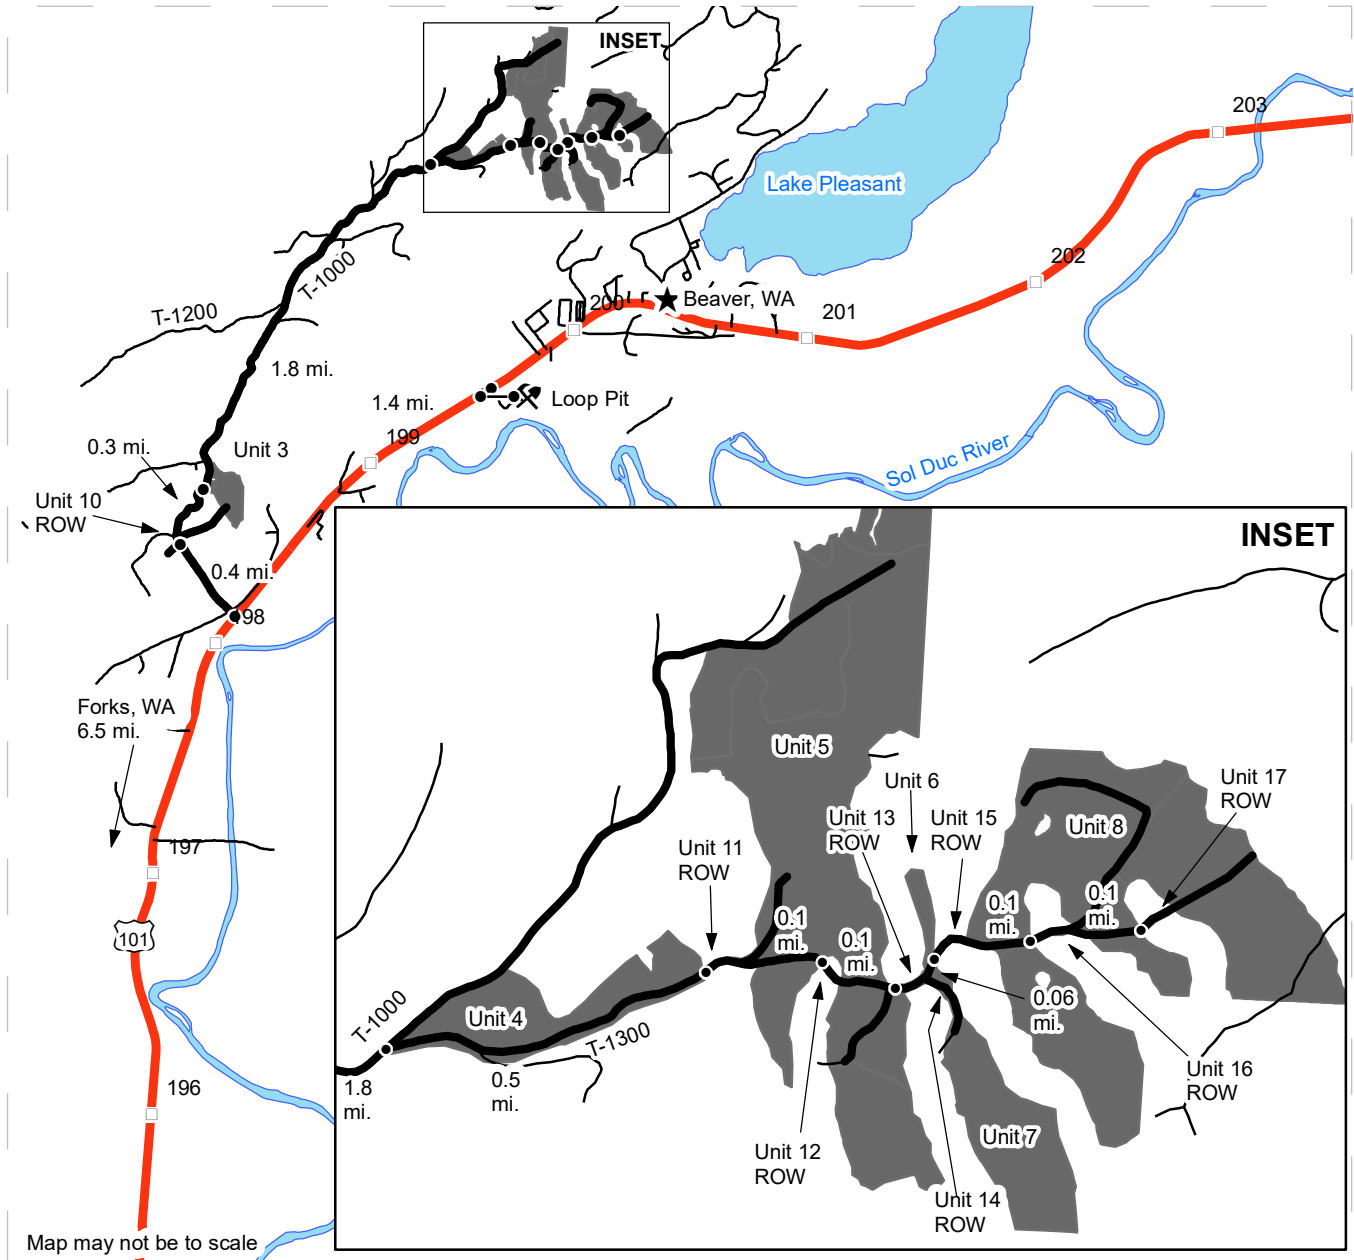 INSET
203
Lake Pleasant
202
T-1000
T-1200
200
Beaver, WA
201
1.8 mi.
1.4 mi.
Loop Pit
199
Unit 3
0.3 mi.
Sol Duc River
Unit 10
ROW
0.4 mi.
198
INSET
Forks, WA
6.5 mi.
197
101
196
Unit 5
Unit 6
Unit 17
ROW
Unit 13
ROW
Unit 15
ROW
Unit 8
Unit 11
ROW
0.1
mi.
0.1
mi.
0.1
mi.
0.1
mi.
T-1000
Unit 4
0.06
mi.
T-1300
1.8
mi.
0.5
mi.
Unit 16
ROW
Unit 12
ROW
Unit 7
Unit 14
ROW
Map may not be to scale